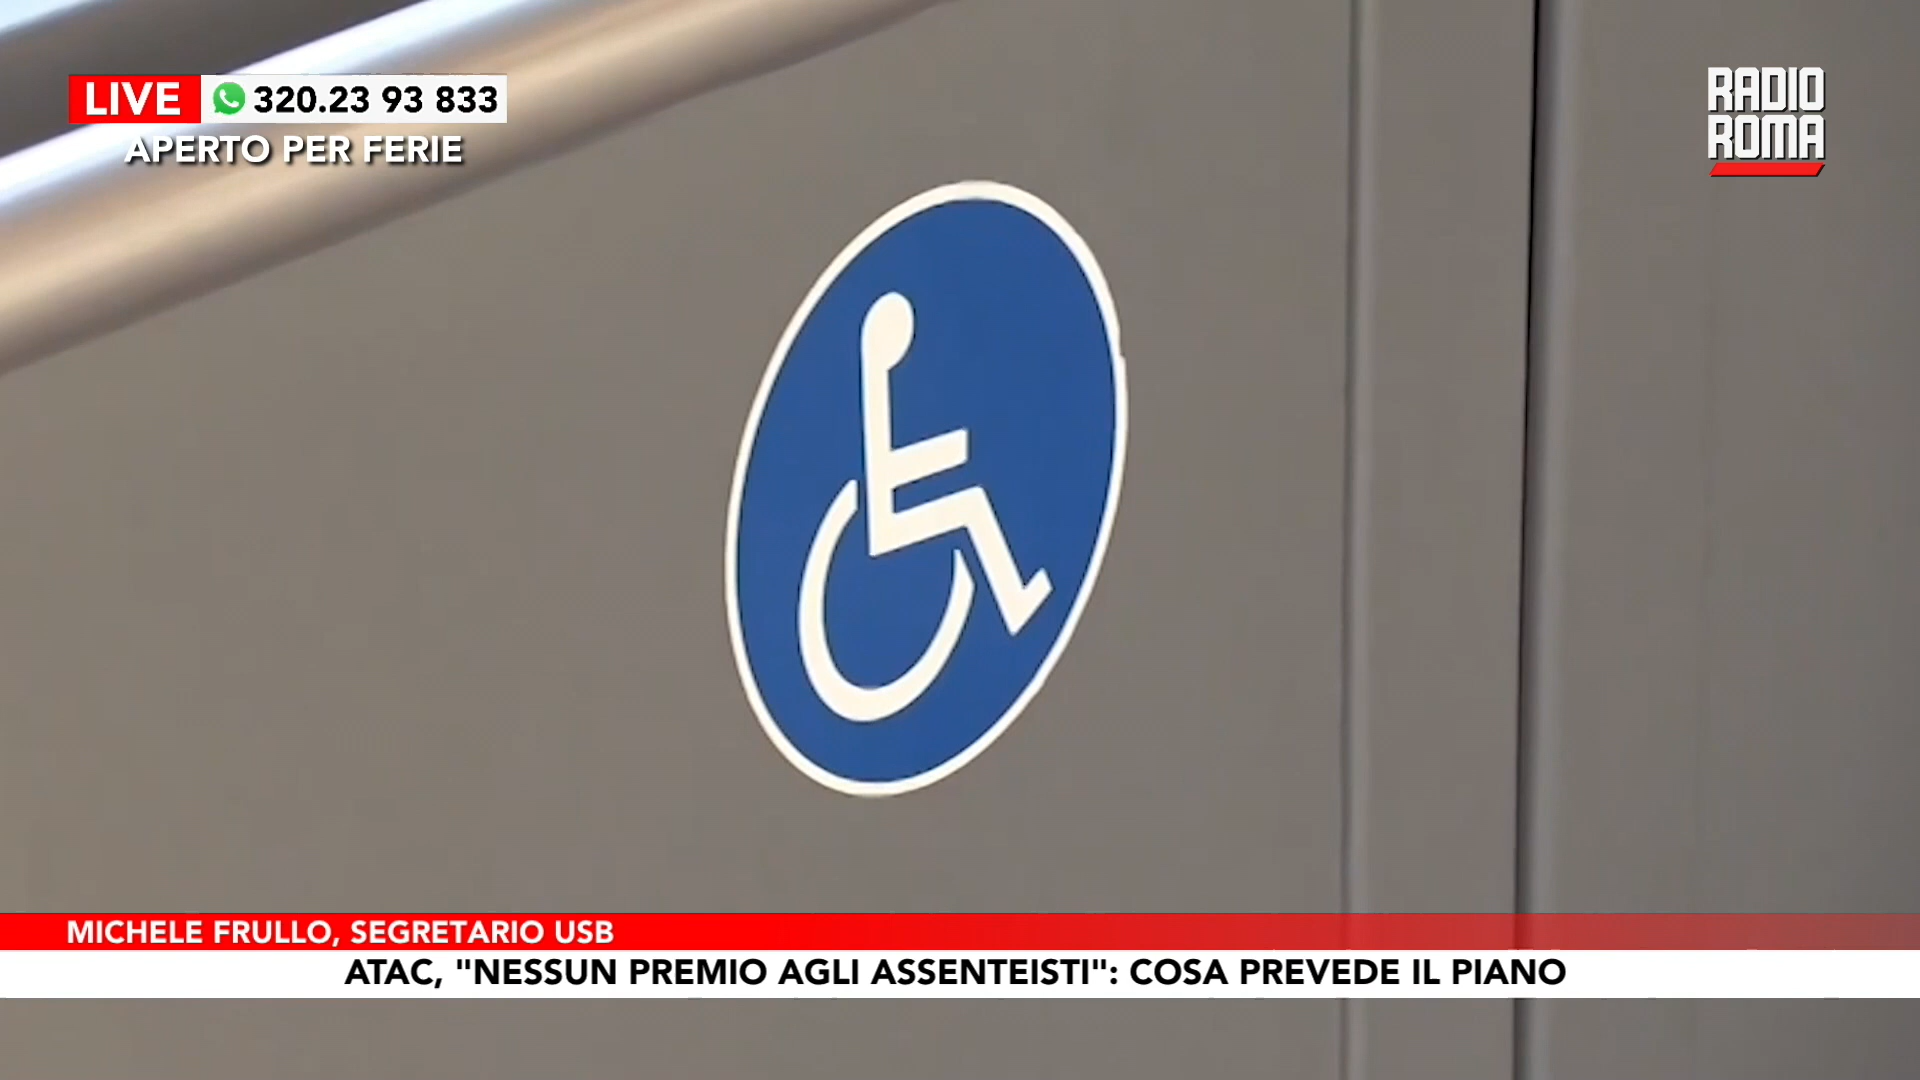 LIVE 320.23 93 833
APERTO PER FERIE
RADIO
ROMA
MICHELE FRULLO, SEGRETARIO USB
ATAC, "NESSUN PREMIO AGLI ASSENTEISTI": COSA PREVEDE IL PIANO